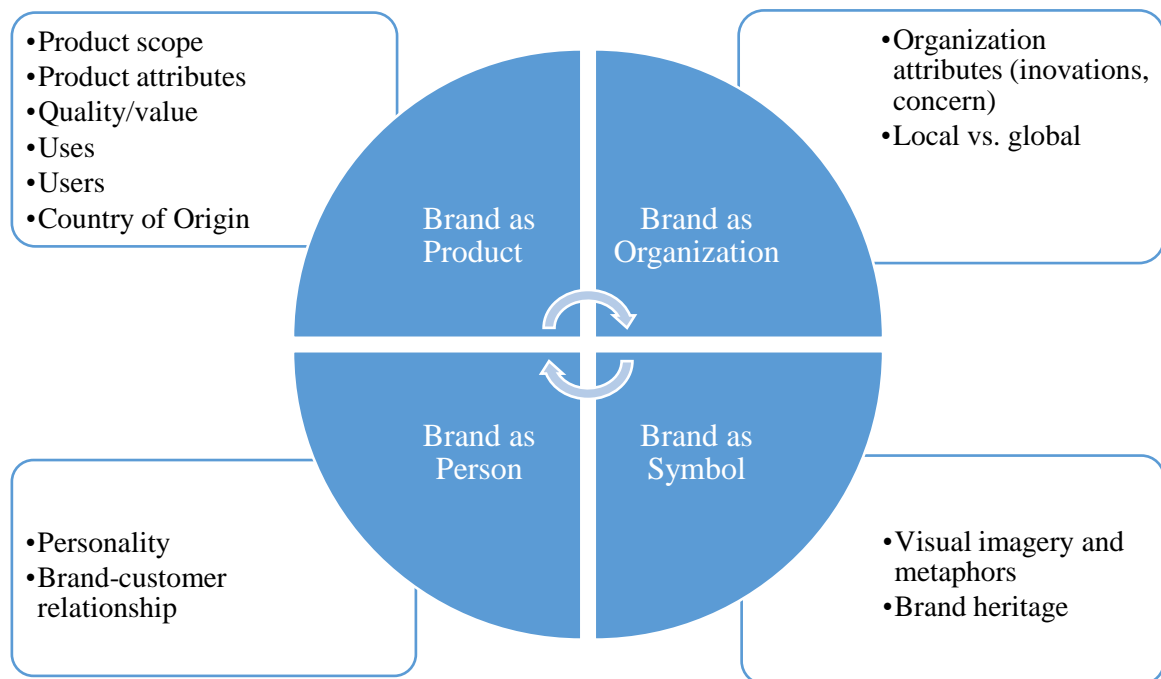 •Product scope
•Product attributes
•Quality/value
•Uses
•Users
•Country of Origin
•Organization
attributes (inovations,
concern)
•Local vs. global
Brand as
Product
Brand as
Organization
Brand as
Person
Brand as
Symbol
•Personality
•Brand-customer
relationship
•Visual imagery and
metaphors
•Brand heritage